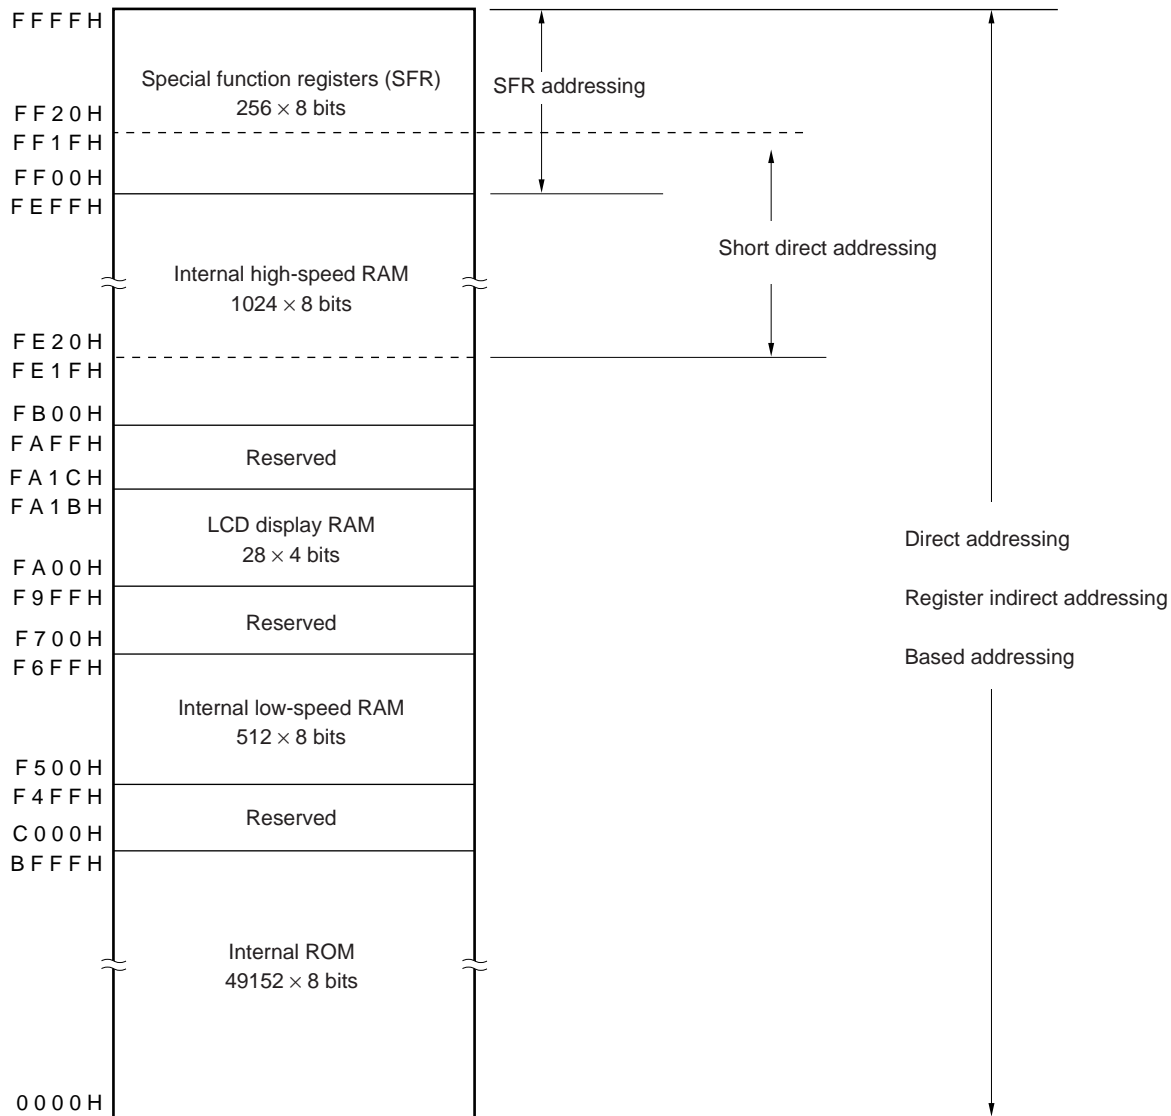 FFFFH
Special function registers (SFR)
256 × 8 bits
SFR addressing
FF20H
FF1FH
FF00H
FEFFH
Short direct addressing
Internal high-speed RAM
1024 × 8 bits
FE20H
FE1FH
FB00H
FAFFH
Reserved
FA1CH
FA1BH
LCD display RAM
28 × 4 bits
FA00H
F9FFH
Reserved
F700H
F6FFH
Internal low-speed RAM
512 × 8 bits
F500H
F4FFH
Reserved
C000H
BFFFH
Internal ROM
49152 × 8 bits
0000H
Direct addressing
Register indirect addressing
Based addressing